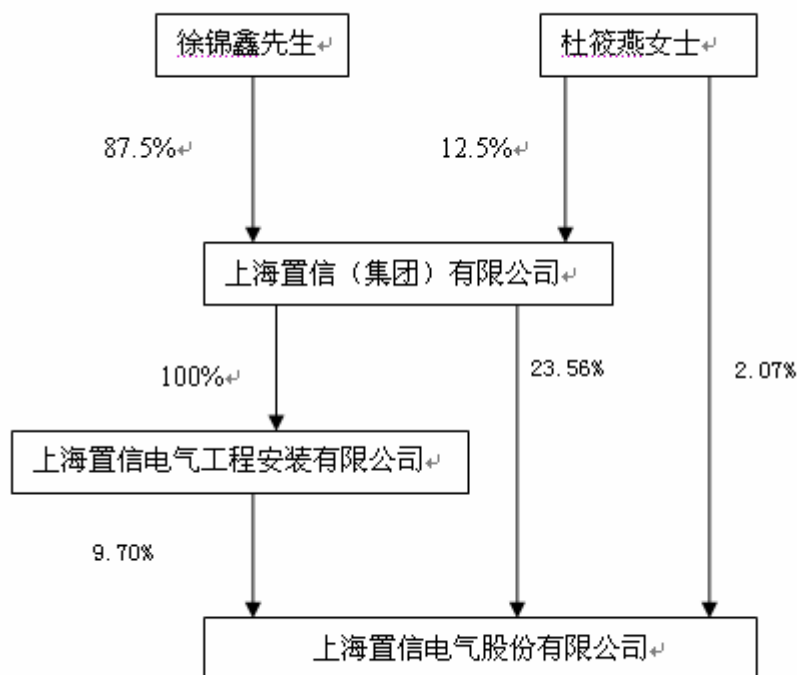 徐锦鑫先生
杜筱燕女士
87.5%
12.5%
上海置信（集团）有限公司
100%
23.56%
2.07%
上海置信电气工程安装有限公司
9.70%
上海置信电气股份有限公司